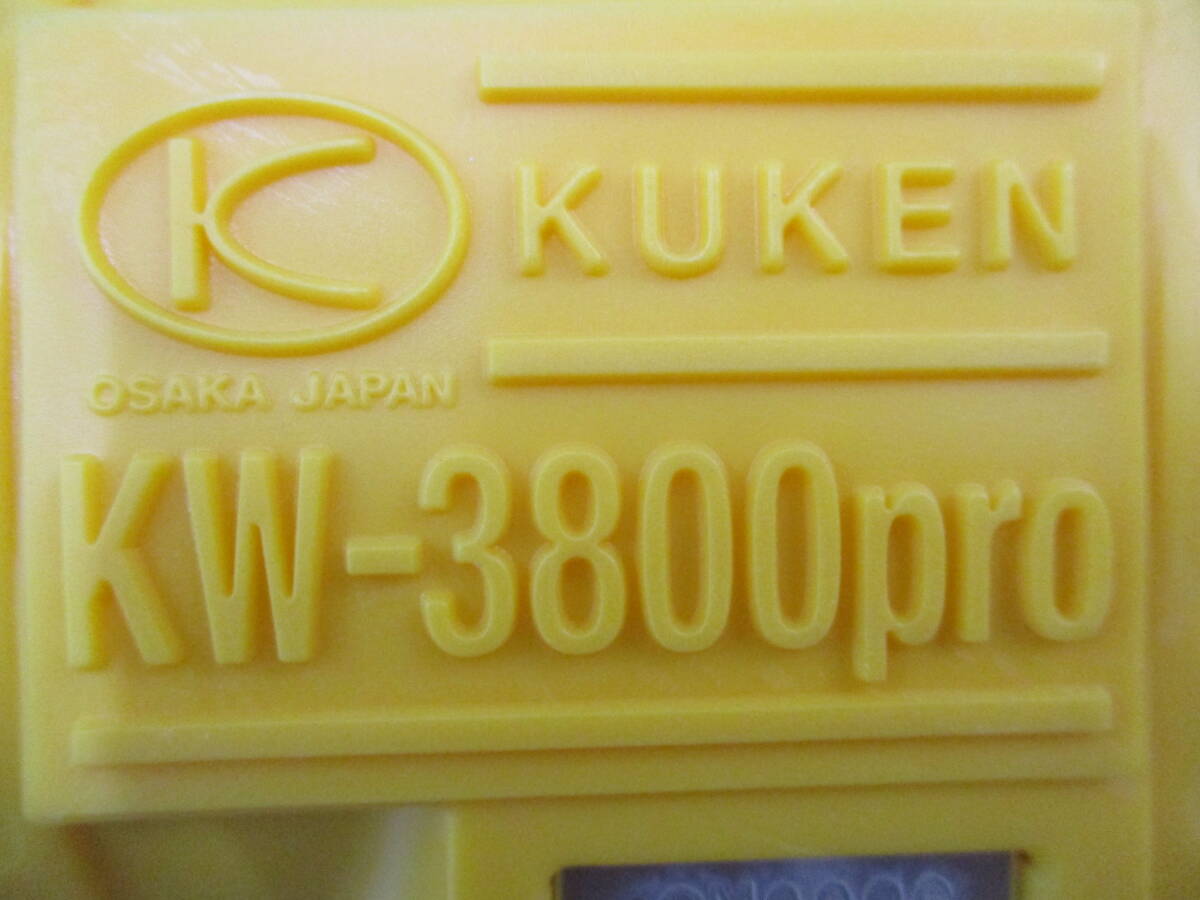 K
KUKEN
OSAKA JAPAN
KW-3800pro